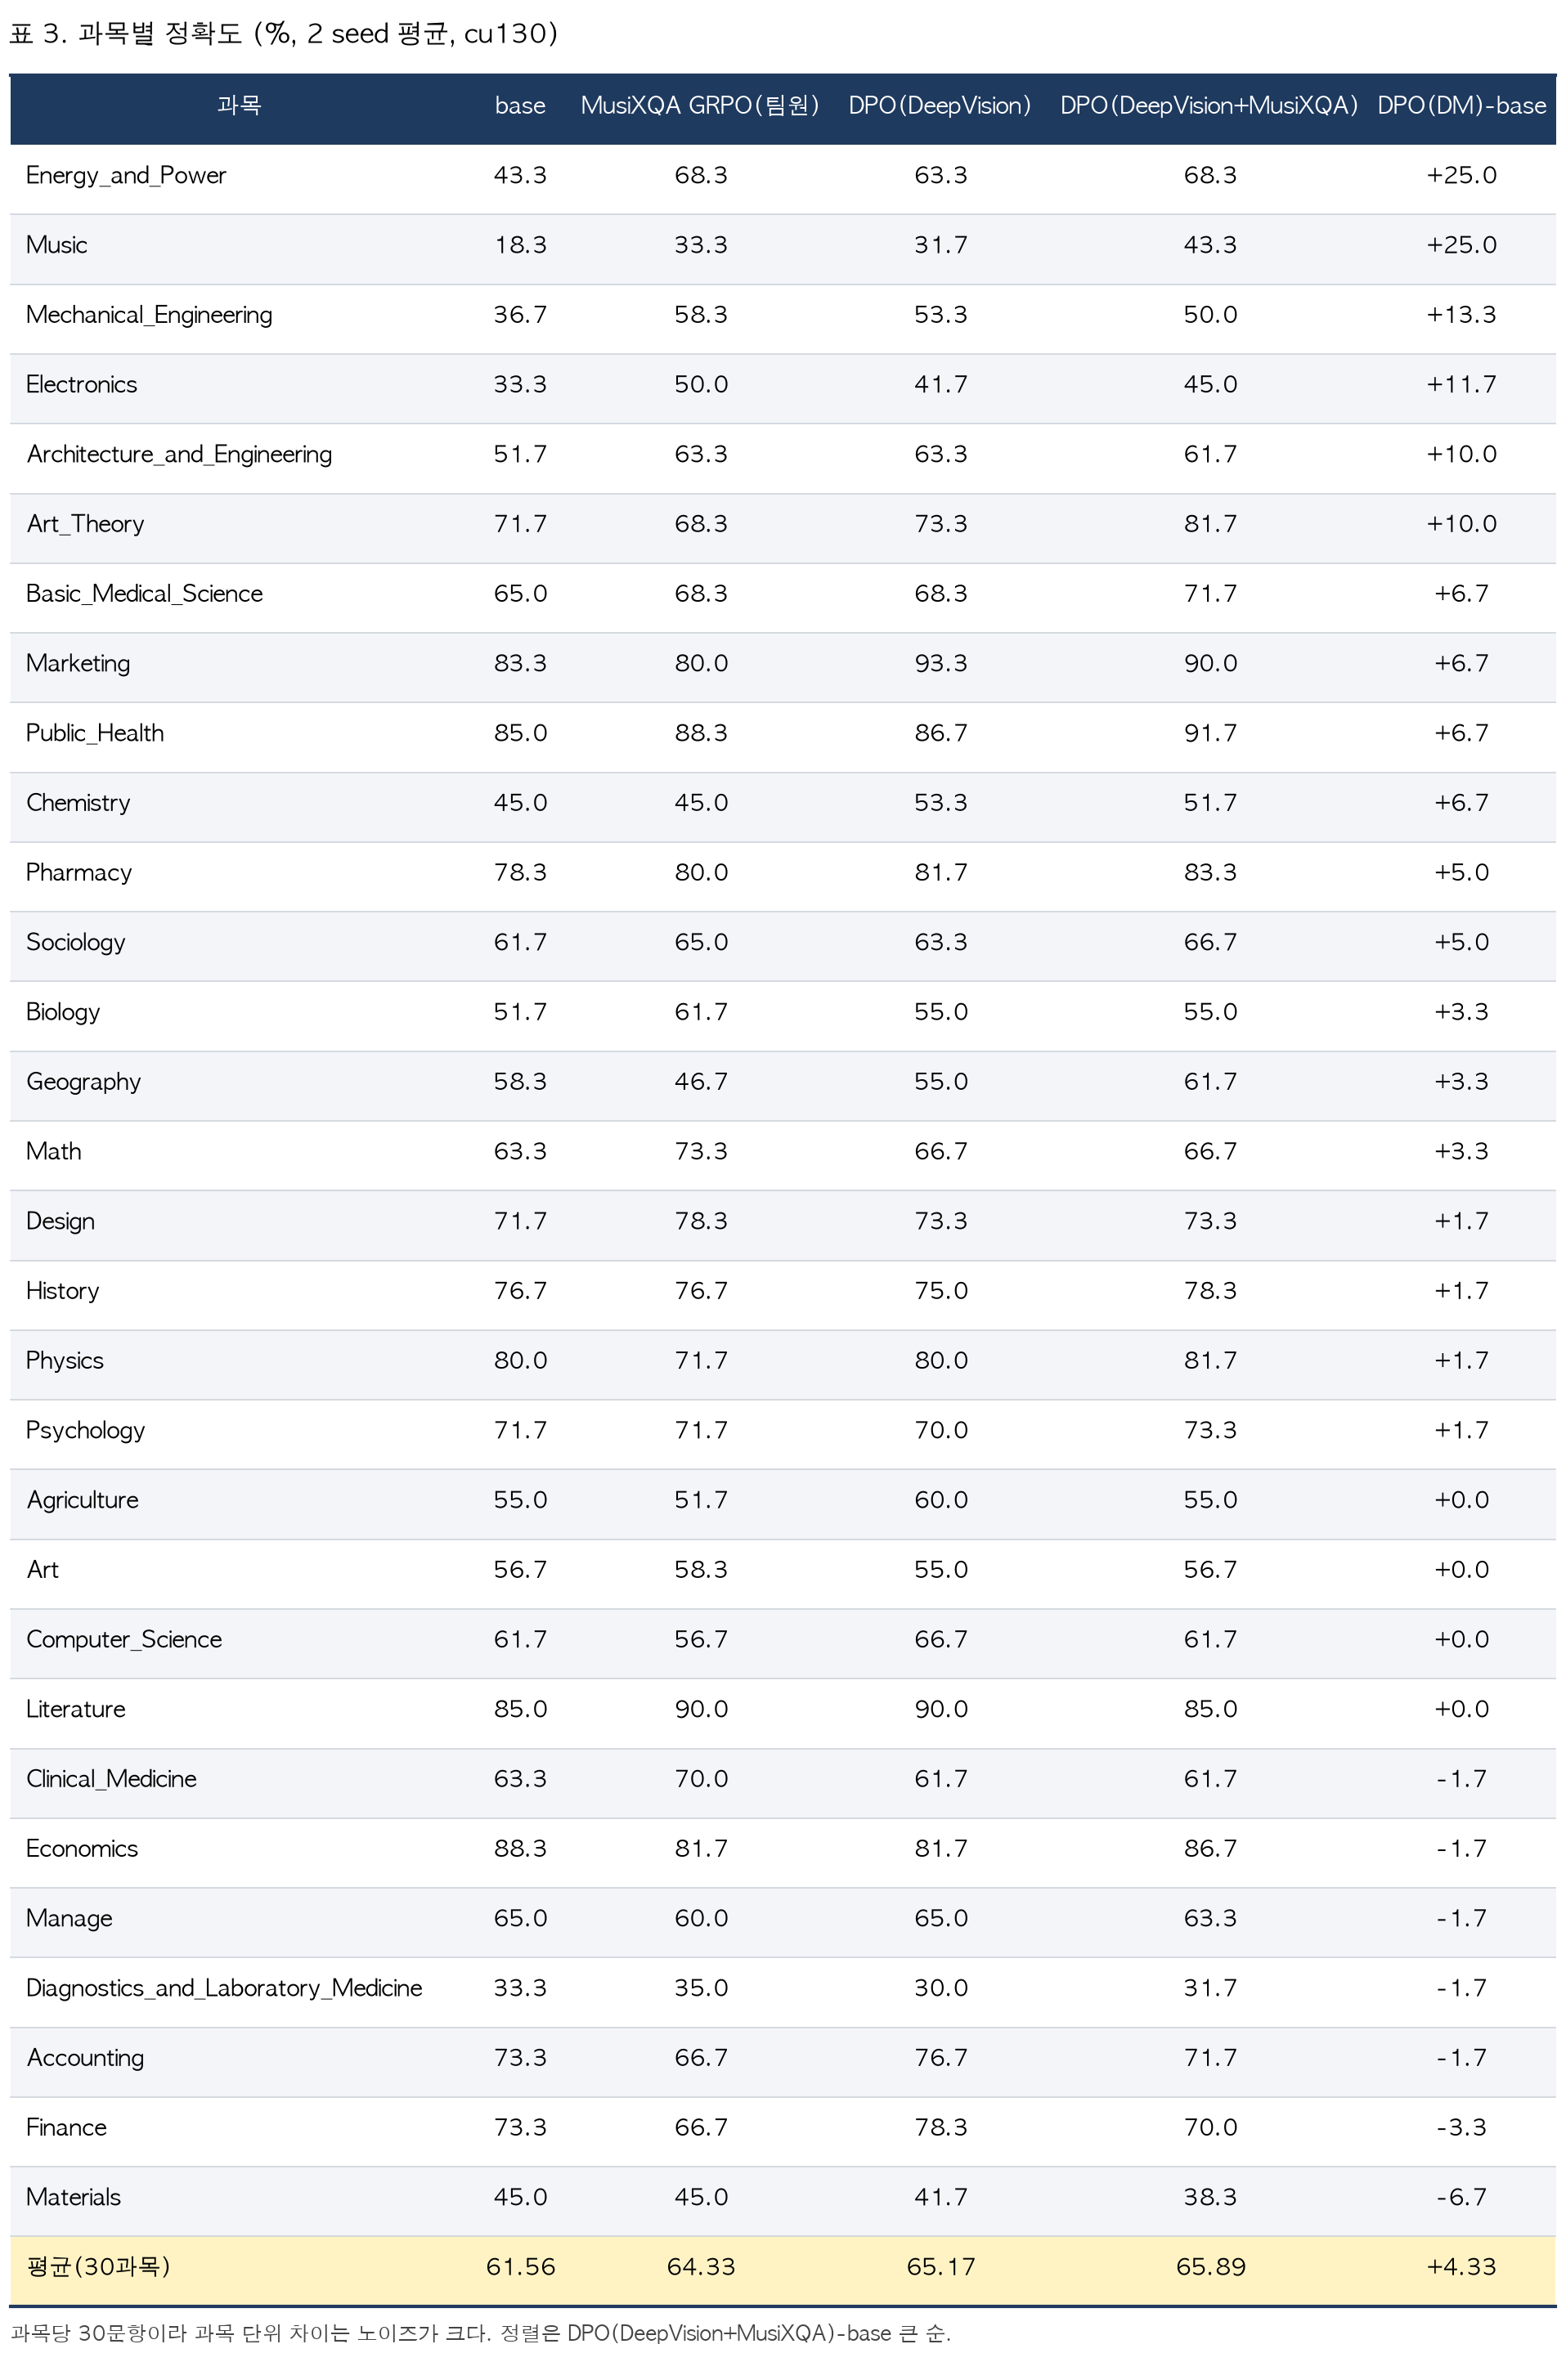 표 3. 과목별 정확도 (%, 2 seed 평균, cu130)
과목 base MusiXQA GRPO(팀원) DPO(DeepVision) DPO(DeepVision+MusiXQA) DPO(DM)-base
Energy_and_Power 43.3 68.3 63.3 68.3 +25.0
Music 18.3 33.3 31.7 43.3 +25.0
Mechanical_Engineering 36.7 58.3 53.3 50.0 +13.3
Electronics 33.3 50.0 41.7 45.0 +11.7
Architecture_and_Engineering 51.7 63.3 63.3 61.7 +10.0
Art_Theory 71.7 68.3 73.3 81.7 +10.0
Basic_Medical_Science 65.0 68.3 68.3 71.7 +6.7
Marketing 83.3 80.0 93.3 90.0 +6.7
Public_Health 85.0 88.3 86.7 91.7 +6.7
Chemistry 45.0 45.0 53.3 51.7 +6.7
Pharmacy 78.3 80.0 81.7 83.3 +5.0
Sociology 61.7 65.0 63.3 66.7 +5.0
Biology 51.7 61.7 55.0 55.0 +3.3
Geography 58.3 46.7 55.0 61.7 +3.3
Math 63.3 73.3 66.7 66.7 +3.3
Design 71.7 78.3 73.3 73.3 +1.7
History 76.7 76.7 75.0 78.3 +1.7
Physics 80.0 71.7 80.0 81.7 +1.7
Psychology 71.7 71.7 70.0 73.3 +1.7
Agriculture 55.0 51.7 60.0 55.0 +0.0
Art 56.7 58.3 55.0 56.7 +0.0
Computer_Science 61.7 56.7 66.7 61.7 +0.0
Literature 85.0 90.0 90.0 85.0 +0.0
Clinical_Medicine 63.3 70.0 61.7 61.7 -1.7
Economics 88.3 81.7 81.7 86.7 -1.7
Manage 65.0 60.0 65.0 63.3 -1.7
Diagnostics_and_Laboratory_Medicine 33.3 35.0 30.0 31.7 -1.7
Accounting 73.3 66.7 76.7 71.7 -1.7
Finance 73.3 66.7 78.3 70.0 -3.3
Materials 45.0 45.0 41.7 38.3 -6.7
평균(30과목) 61.56 64.33 65.17 65.89 +4.33
과목당 30문항이라 과목 단위 차이는 노이즈가 크다. 정렬은 DPO(DeepVision+MusiXQA)-base 큰 순.